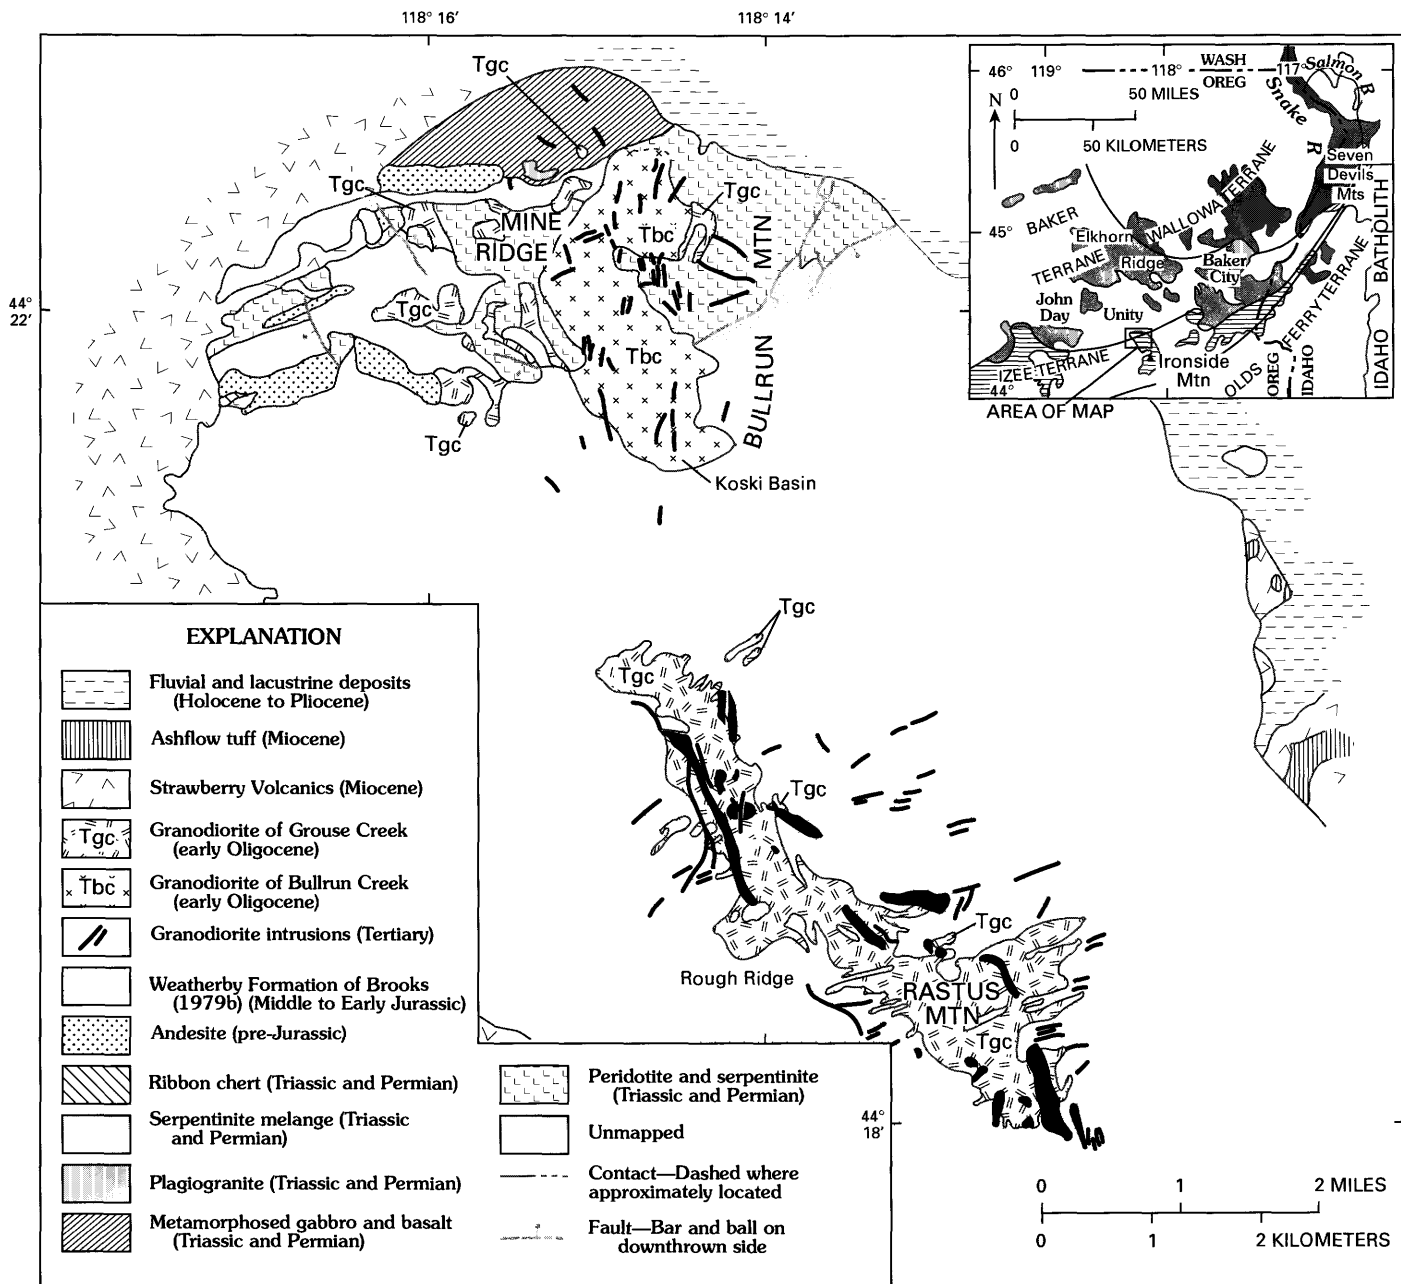 118° 16′
118° 14′
Tgc
Tgc
Tgc
MINE
RIDGE
Tbc
MTN
44°
22′
Tgc
Tbc
BULLRUN
Tgc
Koski Basin
46°
119°
118°
WASH
OREG
117°
Salmon
R
N
0
50 MILES
0
50 KILOMETERS
Snake
R
Seven
Devils
Mts
BAKER
TERRANE
WALLOWA TERRANE
45°
Elkhorn
Ridge
Baker
City
John
Day
Unity
IZEE TERRANE
44°
Ironside
Mtn
OLDS FERRY TERRANE
OREG
IDAHO
IDAHO BATHOLITH
AREA OF MAP
Tgc
Tgc
Tgc
Tgc
Rough Ridge
RASTUS
MTN
Tgc
44°
18′
0 1 2 MILES
0 1 2 KILOMETERS
EXPLANATION
Fluvial and lacustrine deposits
(Holocene to Pliocene)
Ashflow tuff (Miocene)
Strawberry Volcanics (Miocene)
Tgc
Granodiorite of Grouse Creek
(early Oligocene)
Tbc
Granodiorite of Bullrun Creek
(early Oligocene)
Granodiorite intrusions (Tertiary)
Weatherby Formation of Brooks
(1979b) (Middle to Early Jurassic)
Andesite (pre-Jurassic)
Ribbon chert (Triassic and Permian)
Serpentinite melange (Triassic
and Permian)
Plagiogranite (Triassic and Permian)
Metamorphosed gabbro and basalt
(Triassic and Permian)
Peridotite and serpentinite
(Triassic and Permian)
Unmapped
Contact—Dashed where
approximately located
Fault—Bar and ball on
downthrown side